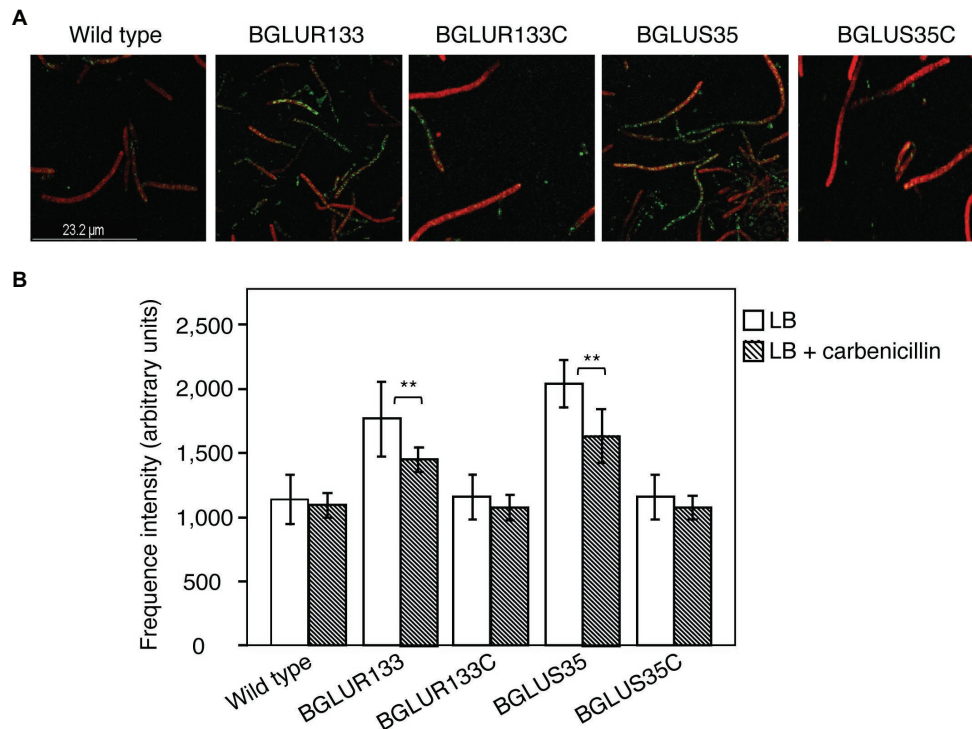 A
Wild type BGLUR133 BGLUR133C BGLUS35 BGLUS35C
23.2 µm
B
Frequence intensity (arbitrary units)
2,500
2,000
1,500
1,000
500
0
** **
LB
LB + carbenicillin
Wild type BGLUR133 BGLUR133C BGLUS35 BGLUS35C